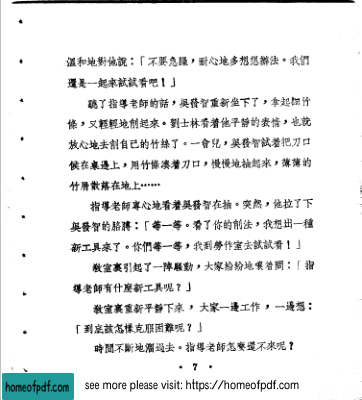 溫和地對他說：「不要急躁，耐心地多想想辦法。我們
還是一起來試試看吧！」
聽了指導老師的話，吳發智重新坐下了，拿起竹
條，又輕輕地刨起來。劉士林看着他平靜的表情，也就
放心地去刨自己的竹絲了。一會兒，吳發智試着把刀口
放在桌邊上，用竹條湊着刀口，慢慢地抽起來，薄薄的
竹屑散落在地上……
指導老師專心地看着吳發智在抽。突然，他拉了下
吳發智的胳膊：「等一等。看了你的刨法，我想出一種
新工具來了。你們等一等，我到勞作室去試試看！」
教室裏引起了一陣騷動，大家紛紛地嚷着問：「指
導老師有什麼新工具呢？」
教室裏重新平靜下來，大家一邊工作，一邊想：
「到底該怎樣克服困難呢？」
時間不斷地溜過去。指導老師怎麼還不來呢？
· 7 ·
homeofpdf.com
see more please visit: https://homeofpdf.com